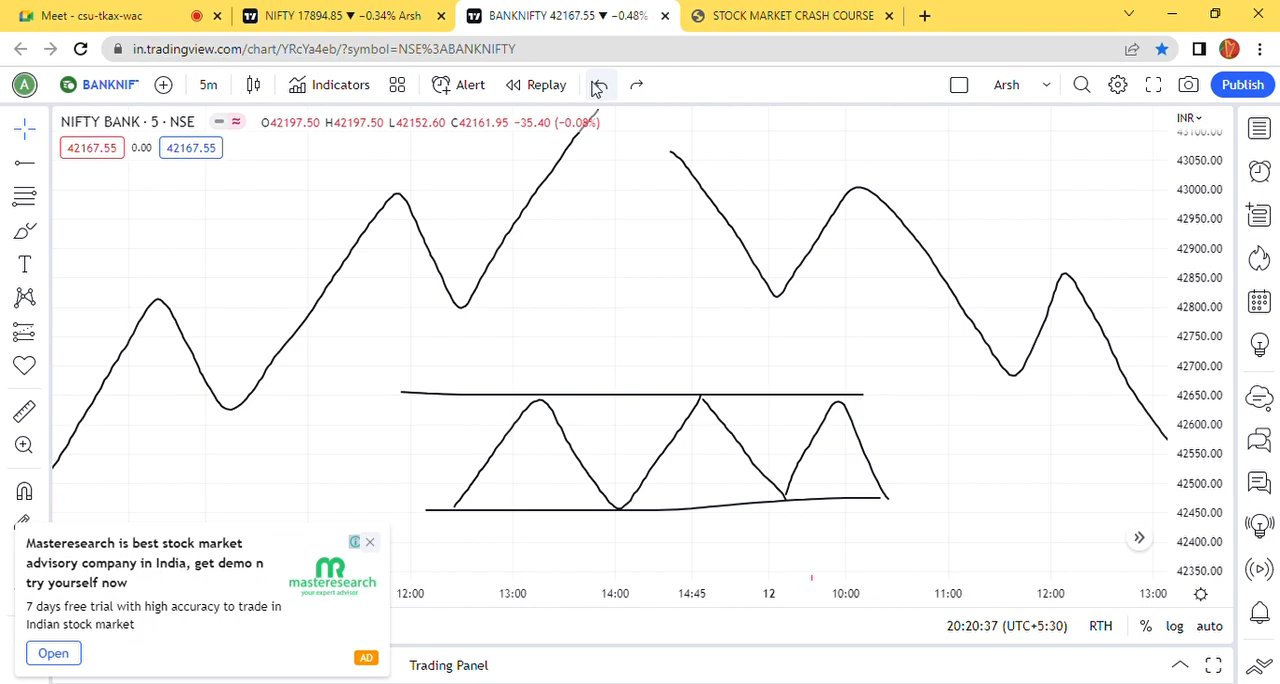 Meet - csu-tkax-wac
NIFTY 17894.85 ▼ −0.34% Arsh
BANKNIFTY 42167.55 ▼ −0.48%
STOCK MARKET CRASH COURSE
in.tradingview.com/chart/YRcYa4eb/?symbol=NSE%3ABANKNIFTY
A
BANKNIF
5m
Indicators
Alert
Replay
Arsh
Publish
NIFTY BANK · 5 · NSE
O42197.50 H42197.50 L42152.60 C42161.95 −35.40 (−0.08%)
INR
42167.55
0.00
42167.55
43100.00
43050.00
43000.00
42950.00
42900.00
42850.00
42800.00
42750.00
42700.00
42650.00
42600.00
42550.00
42500.00
42450.00
42400.00
42350.00
Masteresearch is best stock market
advisory company in India, get demo n
try yourself now
masteresearch
your expert advisor
7 days free trial with high accuracy to trade in
Indian stock market
Open
AD
12:00
13:00
14:00
14:45
12
10:00
11:00
12:00
13:00
20:20:37 (UTC+5:30)
RTH
%
log
auto
Trading Panel